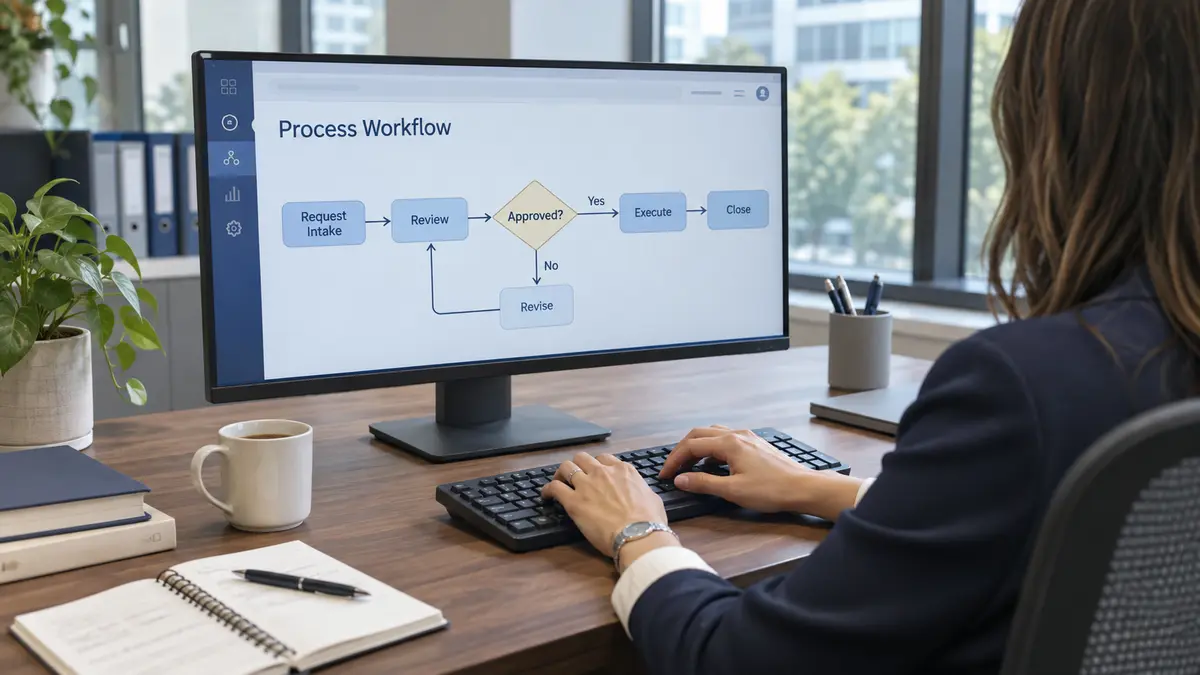 Process Workflow
Request
Intake
Review
Approved?
Yes
Execute
Close
No
Revise